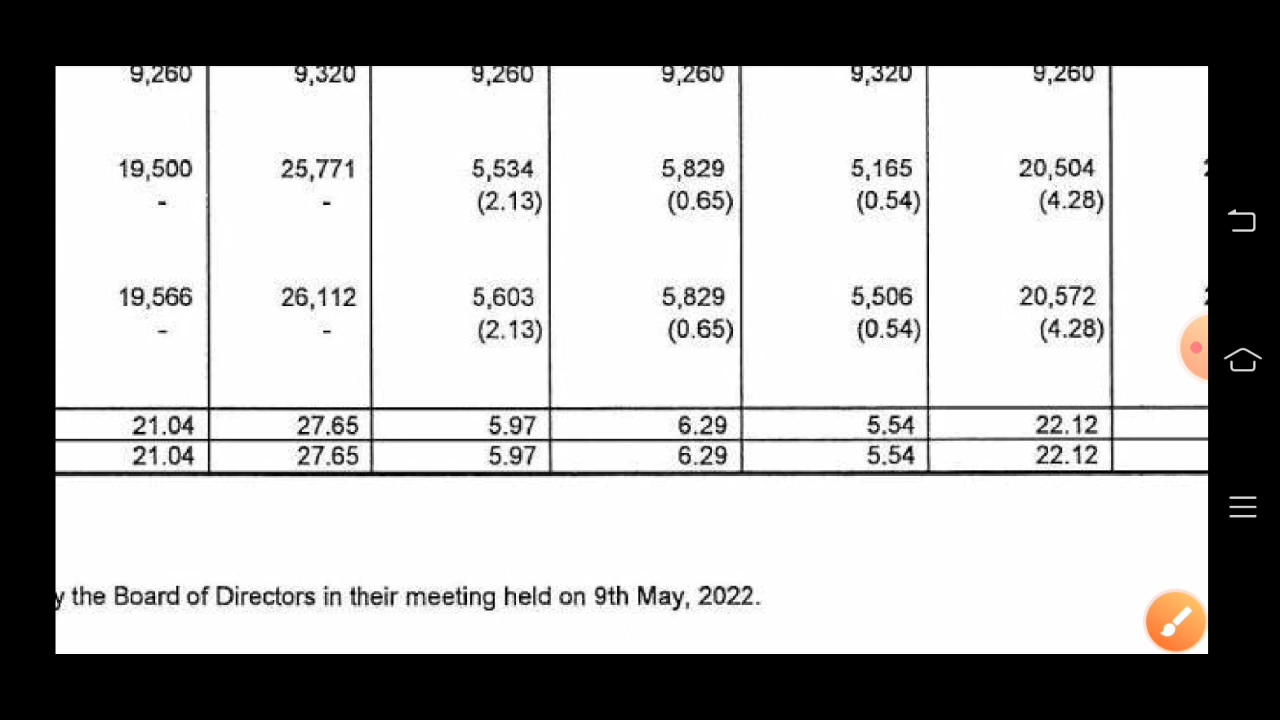 9,260 9,320 9,260 9,260 9,320 9,260
19,500 25,771 5,534 5,829 5,165 20,504
- - (2.13) (0.65) (0.54) (4.28)
19,566 26,112 5,603 5,829 5,506 20,572
- - (2.13) (0.65) (0.54) (4.28)
21.04 27.65 5.97 6.29 5.54 22.12
21.04 27.65 5.97 6.29 5.54 22.12
the Board of Directors in their meeting held on 9th May, 2022.